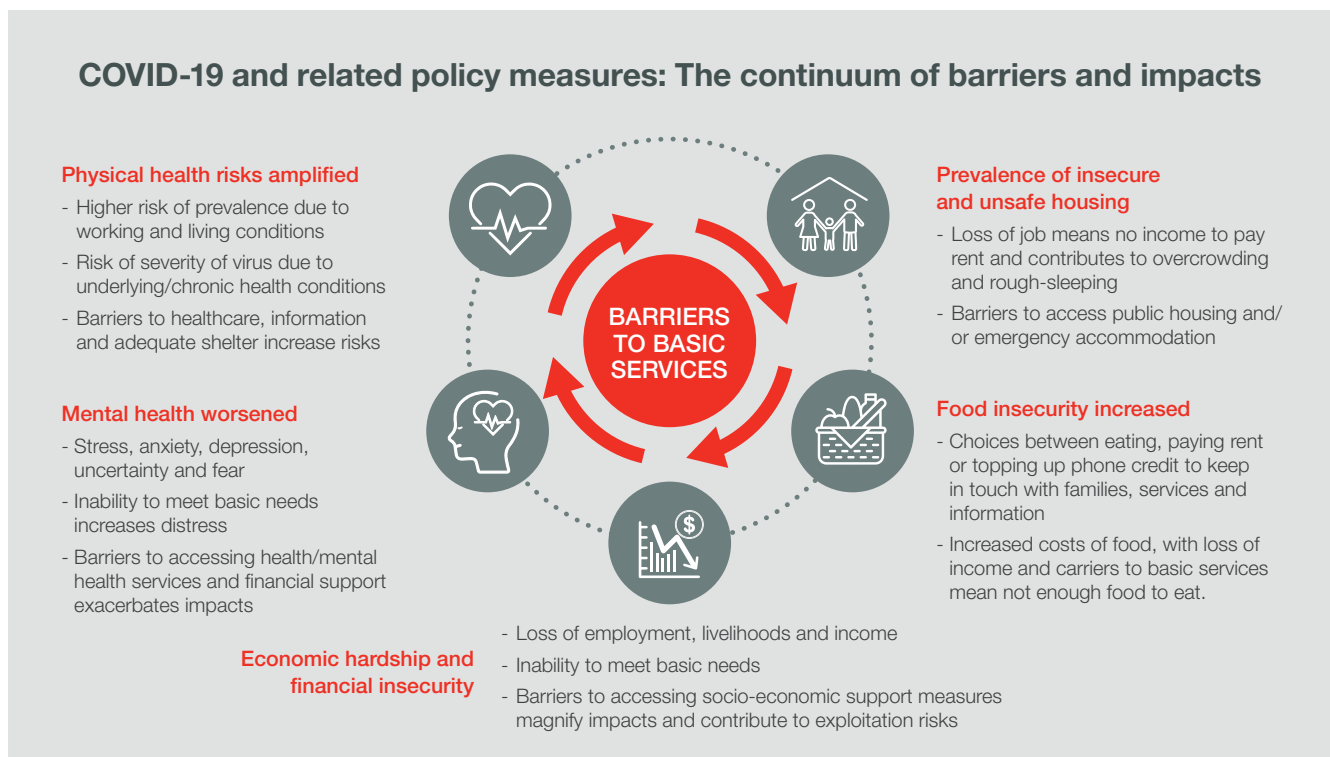 COVID-19 and related policy measures: The continuum of barriers and impacts
Physical health risks amplified
- Higher risk of prevalence due to
working and living conditions
- Risk of severity of virus due to
underlying/chronic health conditions
- Barriers to healthcare, information
and adequate shelter increase risks
Mental health worsened
- Stress, anxiety, depression,
uncertainty and fear
- Inability to meet basic needs
increases distress
- Barriers to accessing health/mental
health services and financial support
exacerbates impacts
BARRIERS
TO BASIC
SERVICES
$
Prevalence of insecure
and unsafe housing
- Loss of job means no income to pay
rent and contributes to overcrowding
and rough-sleeping
- Barriers to access public housing and/
or emergency accommodation
Food insecurity increased
- Choices between eating, paying rent
or topping up phone credit to keep
in touch with families, services and
information
- Increased costs of food, with loss of
income and carriers to basic services
mean not enough food to eat.
Economic hardship and
financial insecurity
- Loss of employment, livelihoods and income
- Inability to meet basic needs
- Barriers to accessing socio-economic support measures
magnify impacts and contribute to exploitation risks